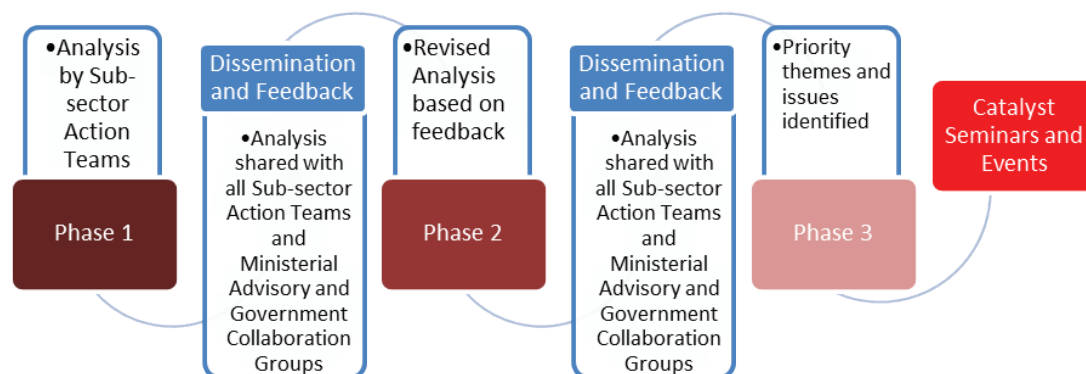 •Analysis
by Sub-
sector
Action
Teams
Phase 1
Dissemination
and Feedback
•Analysis
shared with
all Sub-sector
Action Teams
and
Ministerial
Advisory and
Government
Collaboration
Groups
•Revised
Analysis
based on
feedback
Phase 2
Dissemination
and Feedback
•Analysis
shared with
all Sub-sector
Action Teams
and
Ministerial
Advisory and
Government
Collaboration
Groups
•Priority
themes and
issues
identified
Phase 3
Catalyst
Seminars and
Events